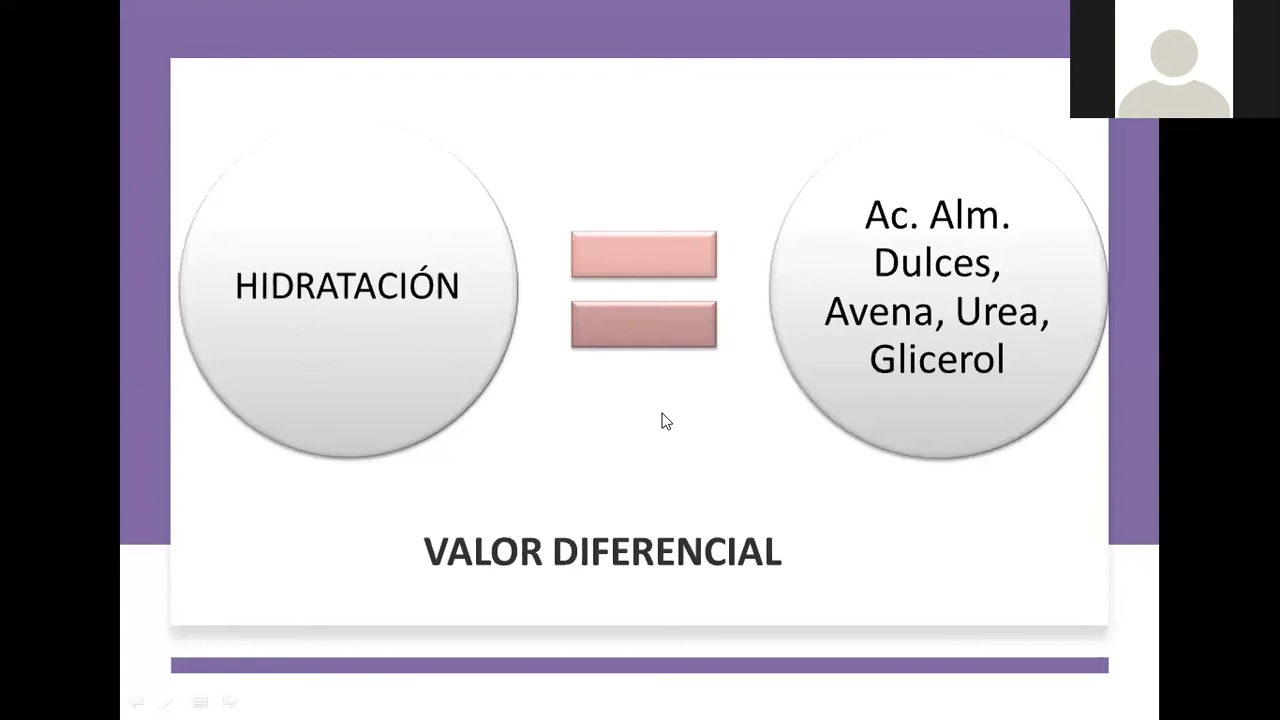 HIDRATACIÓN
Ac. Alm.
Dulces,
Avena, Urea,
Glicerol
VALOR DIFERENCIAL